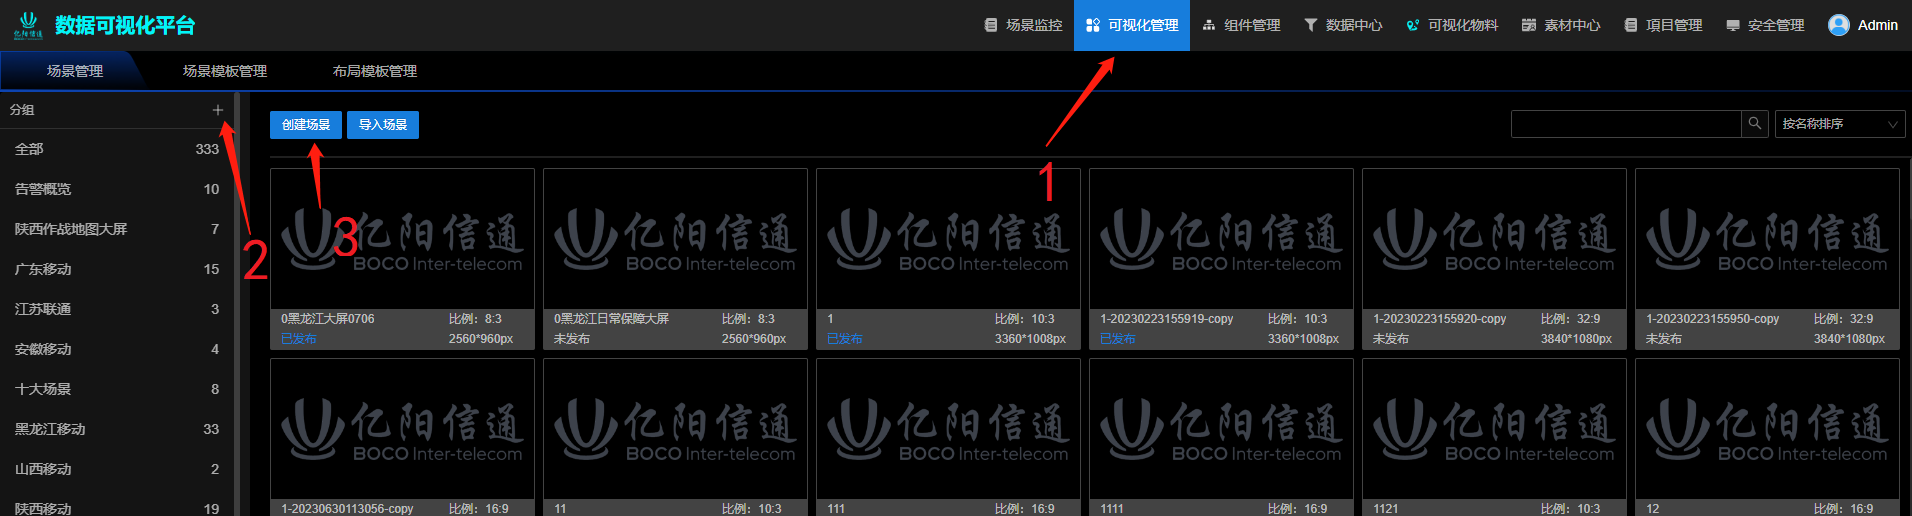 亿阳信通
数据可视化平台
场景监控
可视化管理
组件管理
数据中心
可视化物料
素材中心
項目管理
安全管理
Admin
场景管理
场景模板管理
布局模板管理
分组
全部 333
告警概览 10
陕西作战地图大屏 7
广东移动 15
江苏联通 3
安徽移动 4
十大场景 8
黑龙江移动 33
山西移动 2
陕西移动 19
创建场景
导入场景
按名称排序
1
2
3
亿阳信通
BOCO Inter-telecom
0黑龙江大屏0706 比例：8:3
已发布 2560*960px
亿阳信通
BOCO Inter-telecom
0黑龙江日常保障大屏 比例：8:3
未发布 2560*960px
亿阳信通
BOCO Inter-telecom
1 比例：10:3
已发布 3360*1008px
亿阳信通
BOCO Inter-telecom
1-20230223155919-copy 比例：10:3
已发布 3360*1008px
亿阳信通
BOCO Inter-telecom
1-20230223155920-copy 比例：32:9
未发布 3840*1080px
亿阳信通
BOCO Inter-telecom
1-20230223155950-copy 比例：32:9
未发布 3840*1080px
亿阳信通
BOCO Inter-telecom
1-20230630113056-copy 比例：16:9
亿阳信通
BOCO Inter-telecom
11 比例：10:3
亿阳信通
BOCO Inter-telecom
111 比例：16:9
亿阳信通
BOCO Inter-telecom
1111 比例：16:9
亿阳信通
BOCO Inter-telecom
1121 比例：10:3
亿阳信通
BOCO Inter-telecom
12 比例：16:9